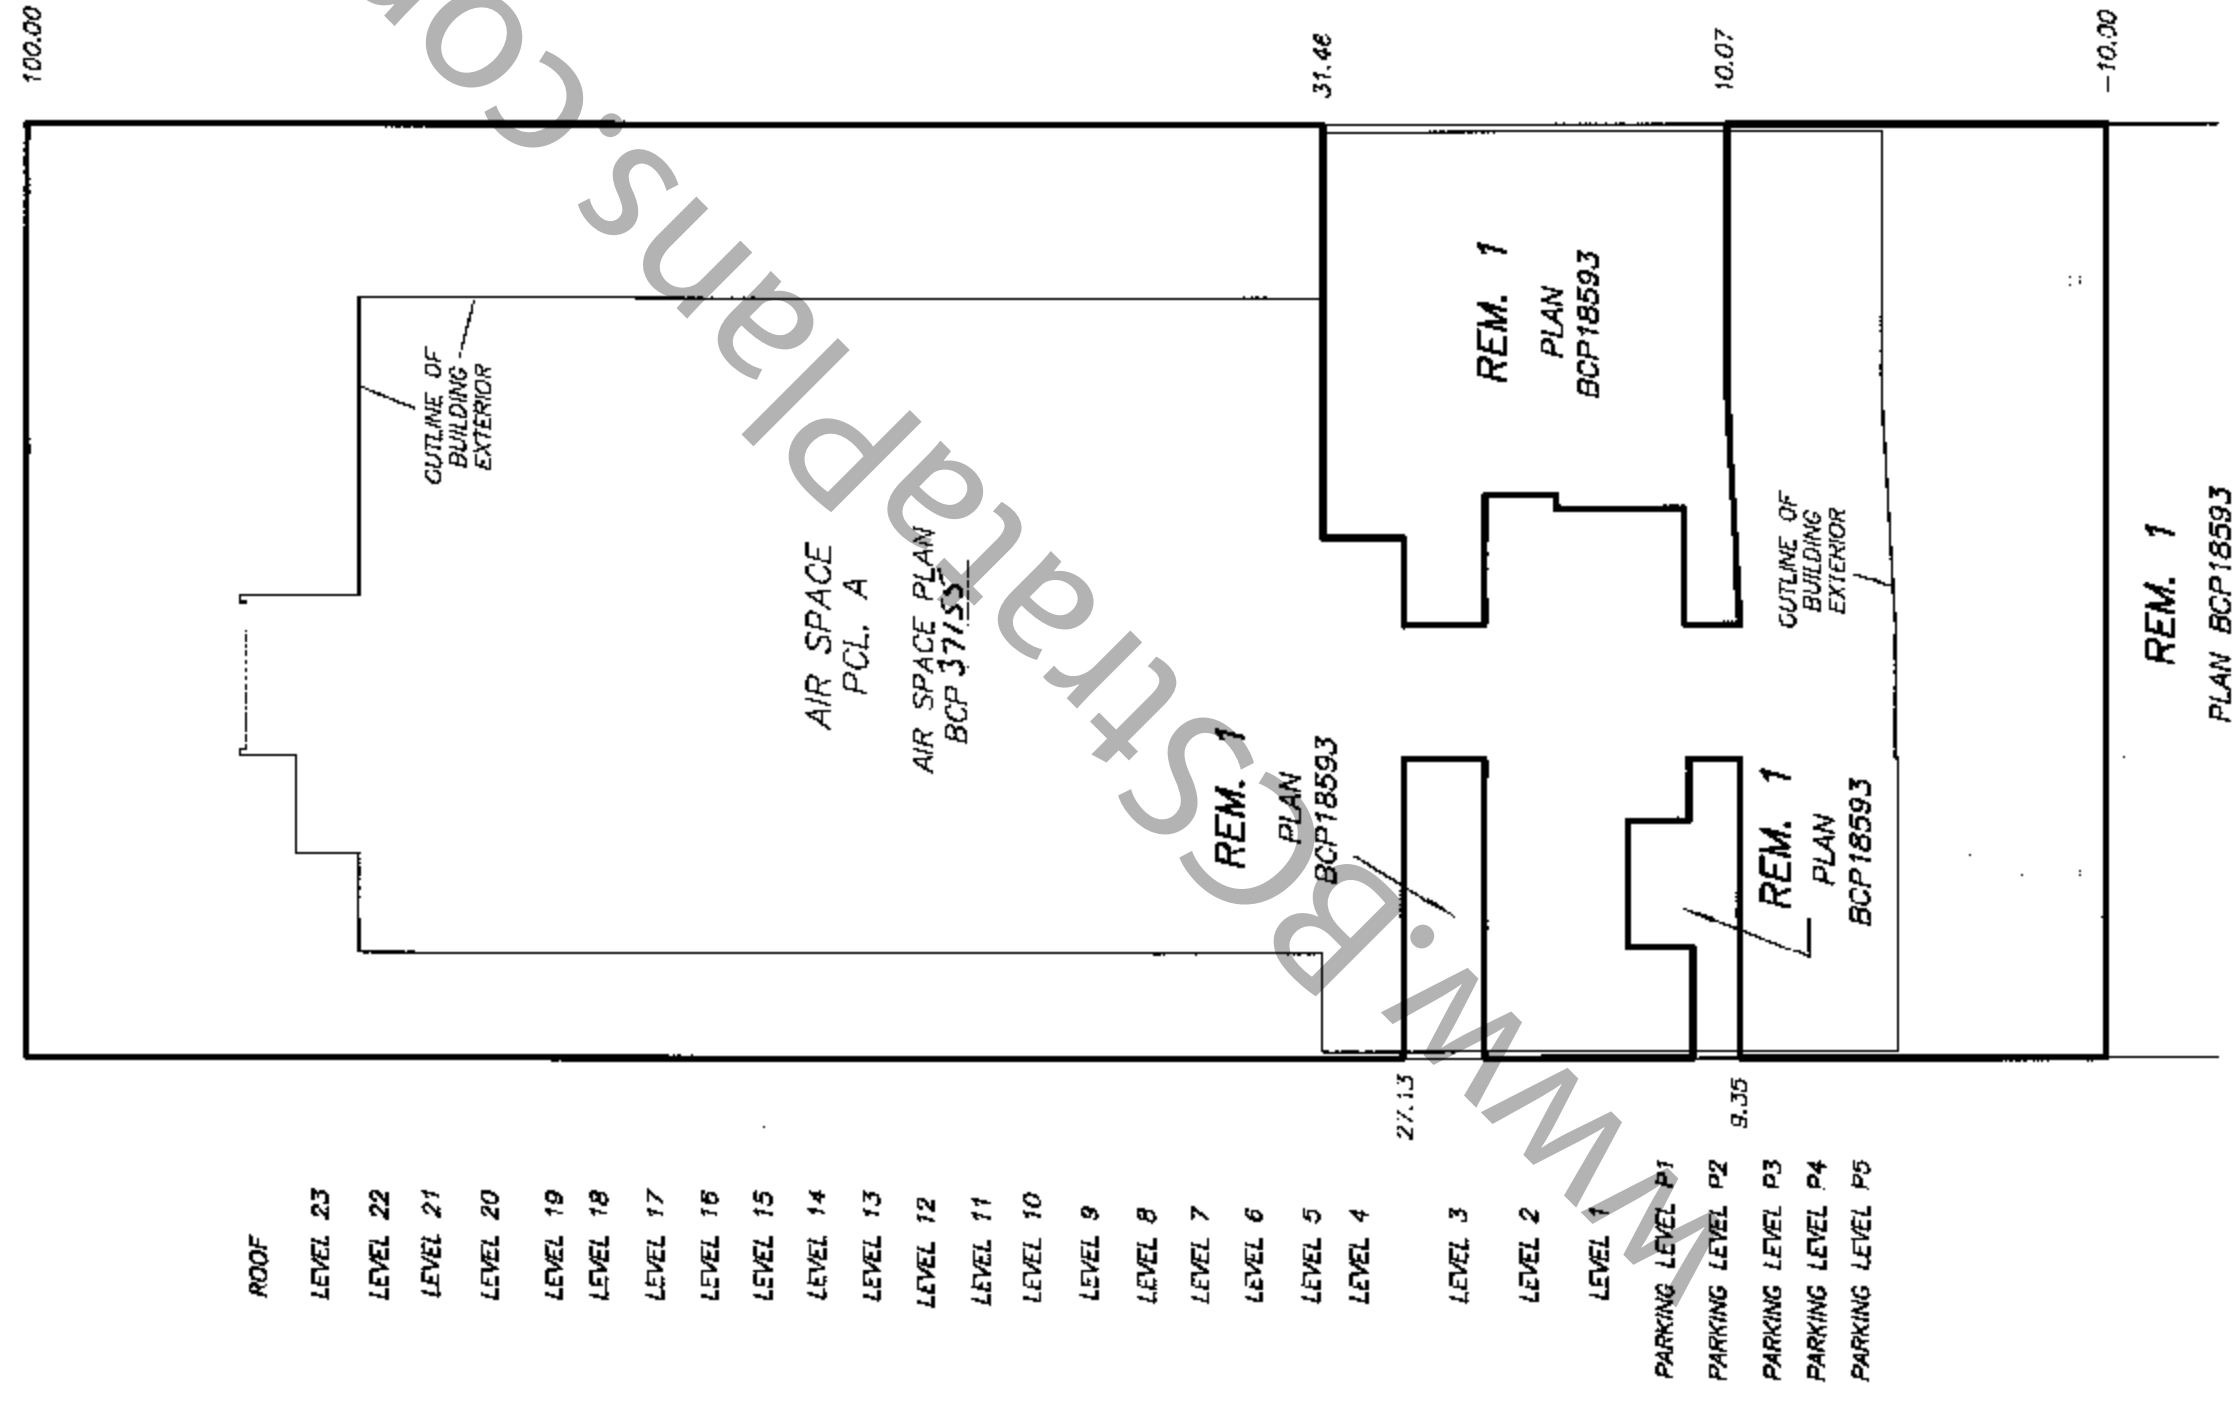 100.00
31.46
10.07
-10.00
OUTLINE OF
BUILDING
EXTERIOR
AIR SPACE
PCL. A
AIR SPACE PLAN
BCP 37155
REM. 1
PLAN
BCP18593
REM. 1
PLAN
BCP18593
OUTLINE OF
BUILDING
EXTERIOR
REM. 1
PLAN
BCP18593
REM. 1
PLAN BCP18593
27.13
9.35
ROOF
LEVEL 23
LEVEL 22
LEVEL 21
LEVEL 20
LEVEL 19
LEVEL 18
LEVEL 17
LEVEL 16
LEVEL 15
LEVEL 14
LEVEL 13
LEVEL 12
LEVEL 11
LEVEL 10
LEVEL 9
LEVEL 8
LEVEL 7
LEVEL 6
LEVEL 5
LEVEL 4
LEVEL 3
LEVEL 2
LEVEL 1
PARKING LEVEL P1
PARKING LEVEL P2
PARKING LEVEL P3
PARKING LEVEL P4
PARKING LEVEL P5
www.BCStrataPlans.co